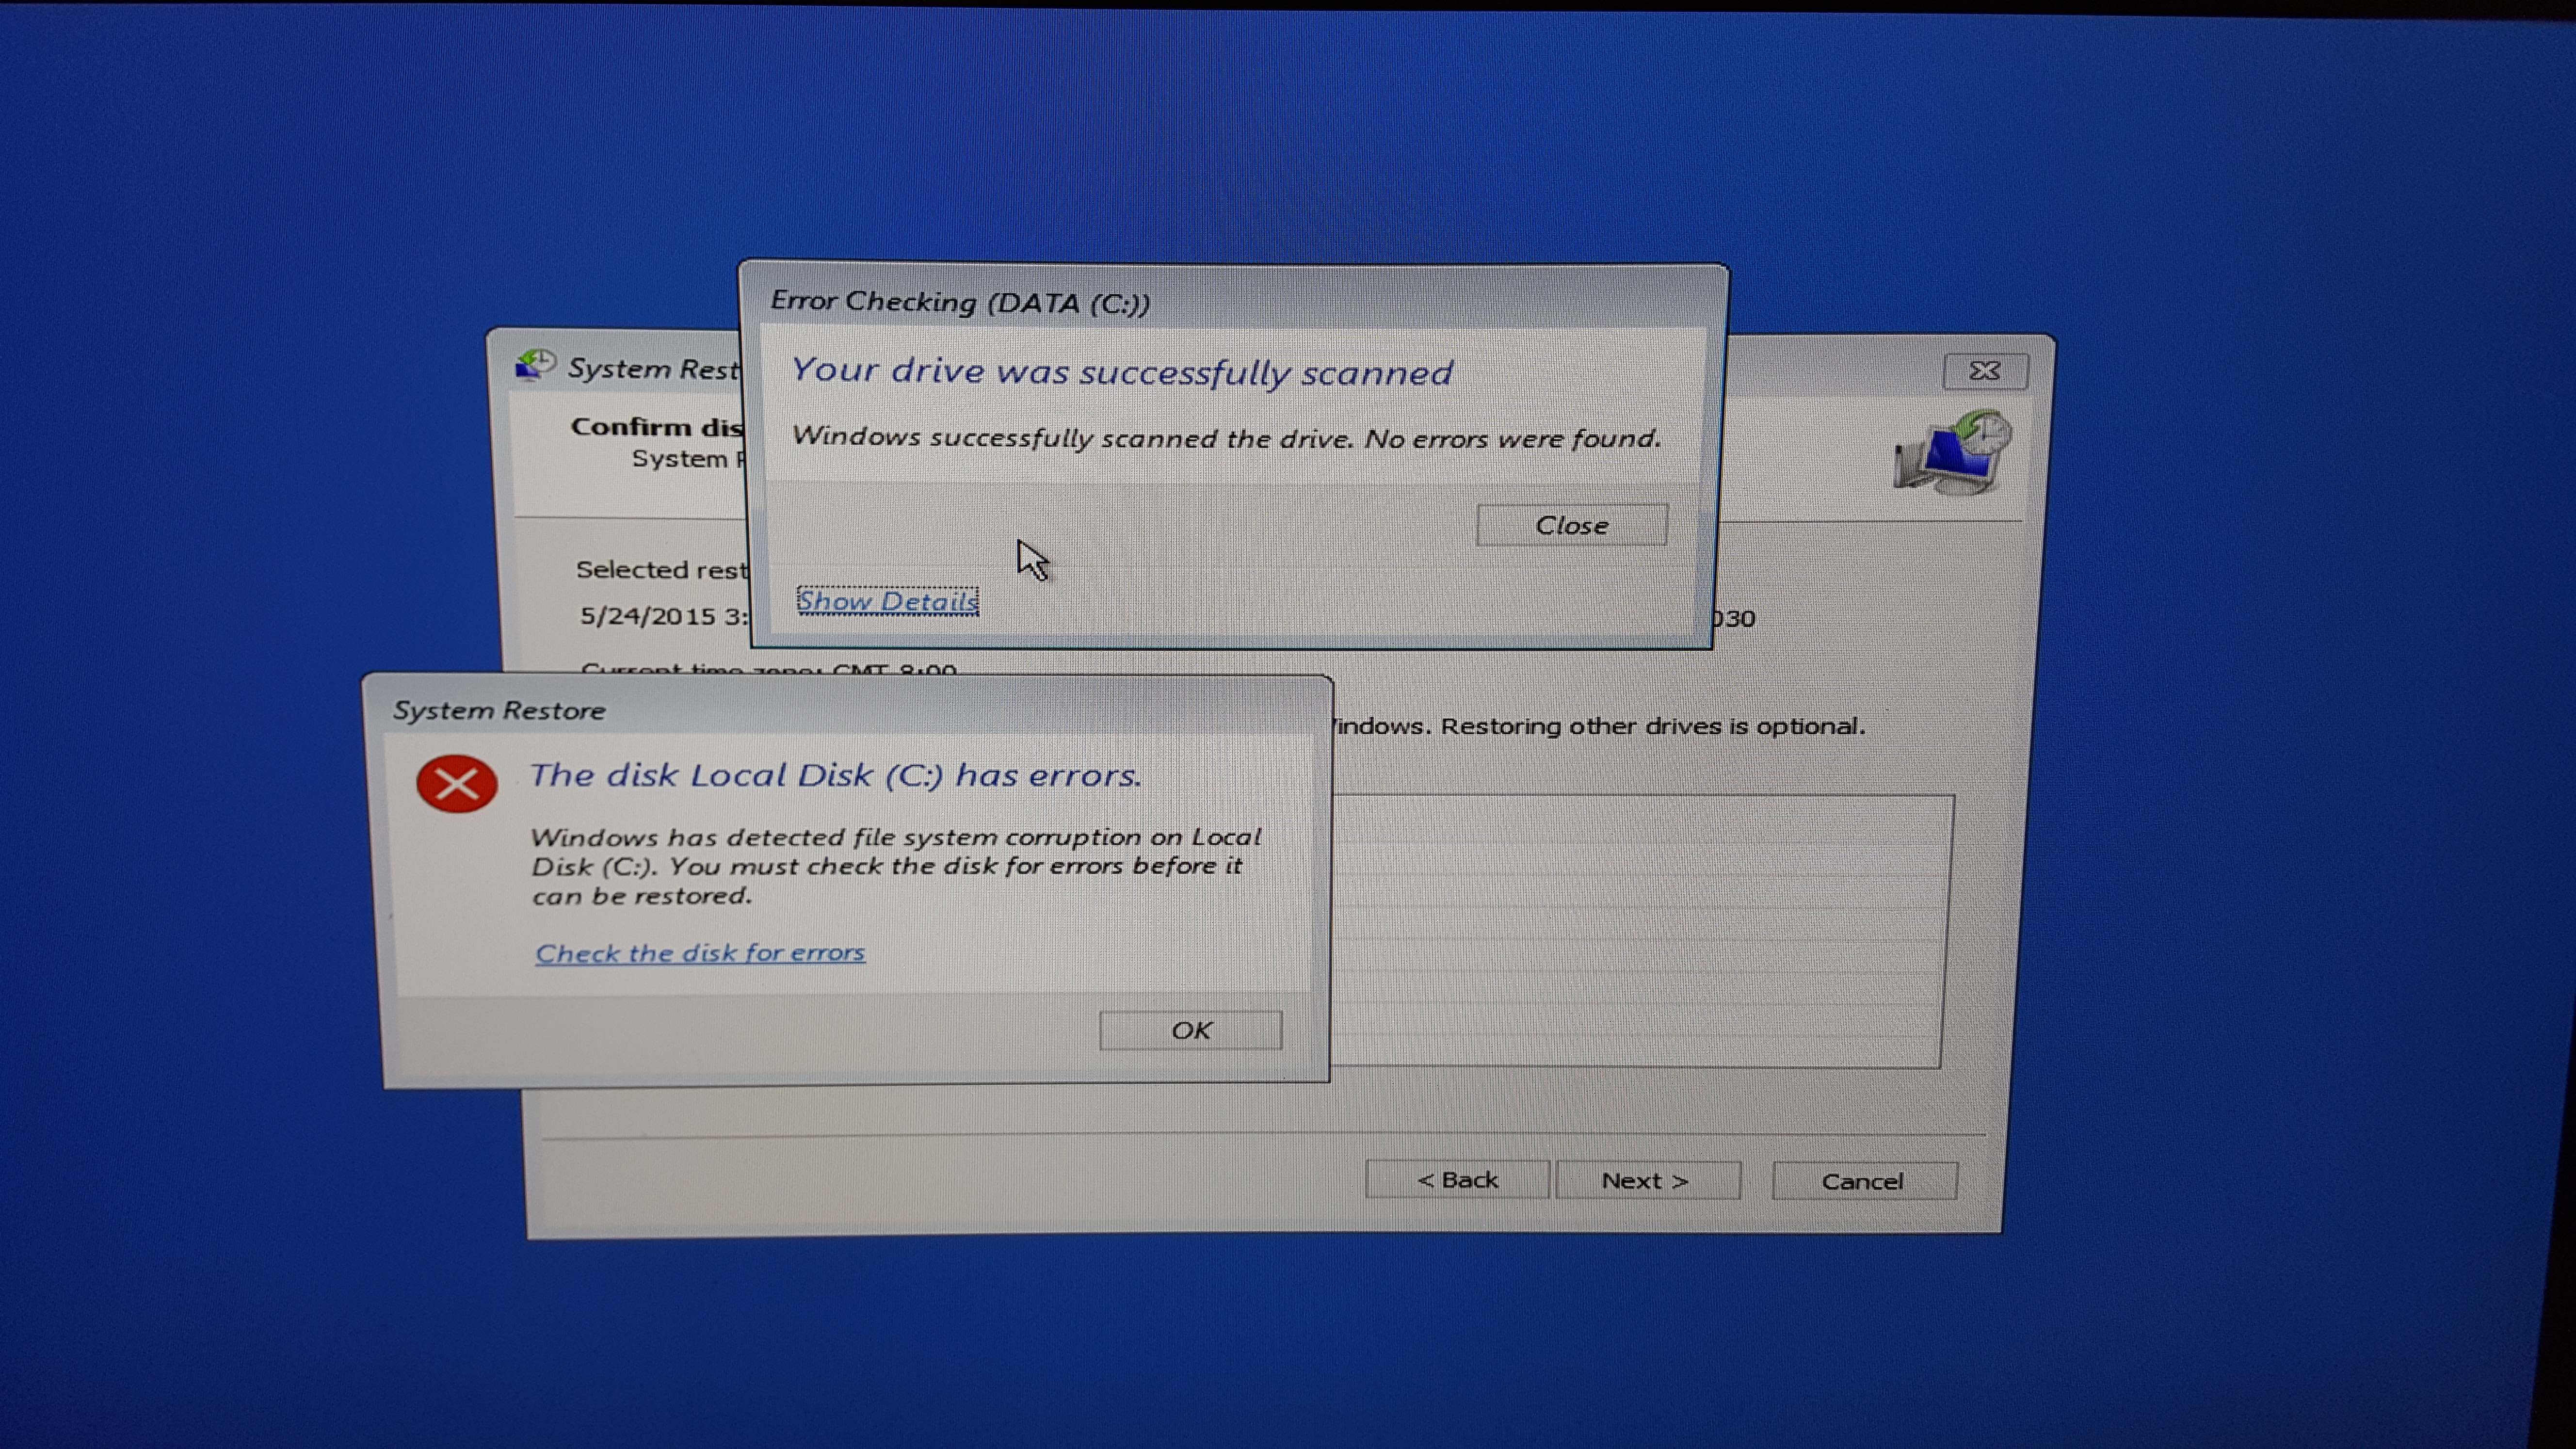 Error Checking (DATA (C:))
Your drive was successfully scanned
Windows successfully scanned the drive. No errors were found.
Close
Show Details
System Rest
Confirm dis
System
Selected rest
5/24/2015 3:
030
Current time zone: GMT-8:00
indows. Restoring other drives is optional.
System Restore
The disk Local Disk (C:) has errors.
Windows has detected file system corruption on Local
Disk (C:). You must check the disk for errors before it
can be restored.
Check the disk for errors
OK
< Back
Next >
Cancel